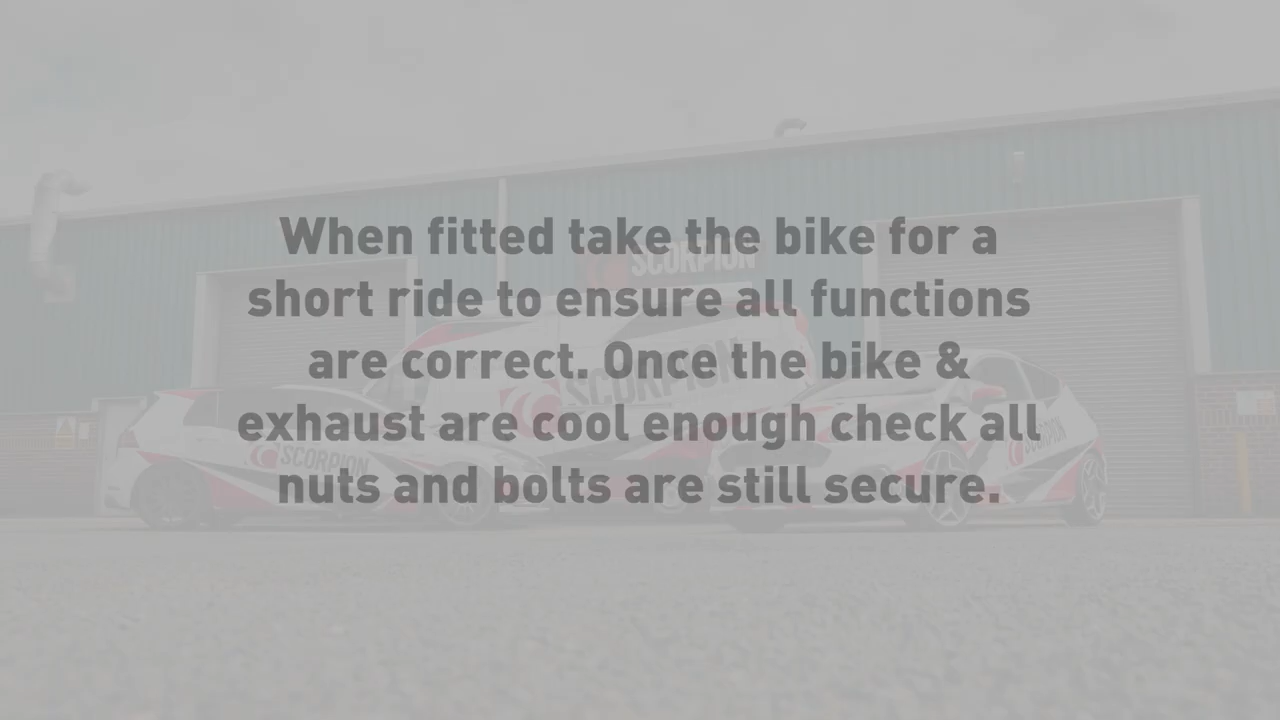 When fitted take the bike for a
short ride to ensure all functions
are correct. Once the bike &
exhaust are cool enough check all
nuts and bolts are still secure.
SCORPION
SCORPION
SCORPION
SCORPION